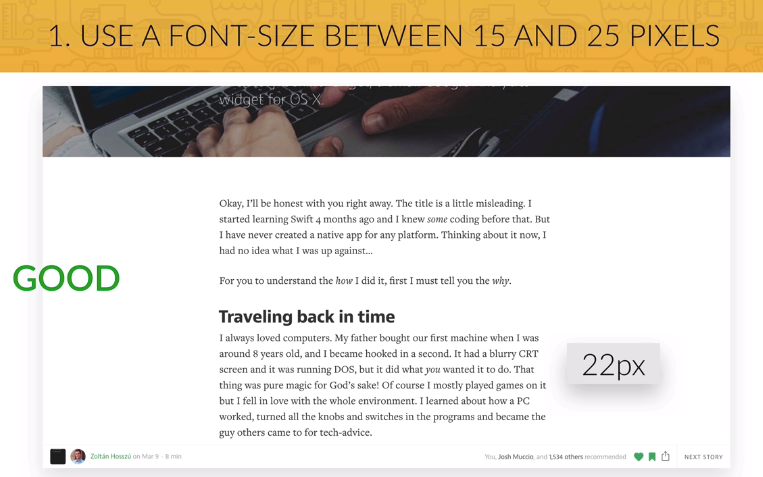 1. USE A FONT-SIZE BETWEEN 15 AND 25 PIXELS
widget for OS X
Okay, I'll be honest with you right away. The title is a little misleading. I
started learning Swift 4 months ago and I knew some coding before that. But
I have never created a native app for any platform. Thinking about it now, I
had no idea what I was up against...
GOOD
For you to understand the how I did it, first I must tell you the why.
Traveling back in time
I always loved computers. My father bought our first machine when I was
around 8 years old, and I became hooked in a second. It had a blurry CRT
screen and it was running DOS, but it did what you wanted it to do. That
thing was pure magic for God's sake! Of course I mostly played games on it
but I fell in love with the whole environment. I learned about how a PC
worked, turned all the knobs and switches in the programs and became the
guy others came to for tech-advice.
22px
Zoltán Hosszú on Mar 9 · 8 min
You, Josh Muccio, and 1,534 others recommended
NEXT STORY